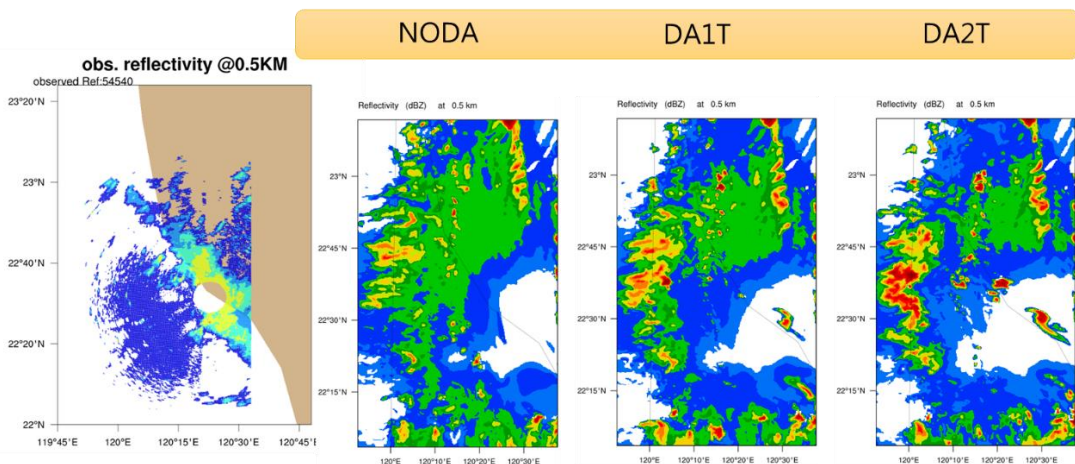 NODA DA1T DA2T
obs. reflectivity @0.5KM
observed Ref:54540
Reflectivity (dBZ) at 0.5 km
Reflectivity (dBZ) at 0.5 km
Reflectivity (dBZ) at 0.5 km
23°20'N
23°N
22°40'N
22°20'N
22°N
119°45'E 120°E 120°15'E 120°30'E 120°45'E
23°N
22°45'N
22°30'N
22°15'N
120°E 120°10'E 120°20'E 120°30'E
23°N
22°45'N
22°30'N
22°15'N
120°E 120°10'E 120°20'E 120°30'E
23°N
22°45'N
22°30'N
22°15'N
120°E 120°10'E 120°20'E 120°30'E